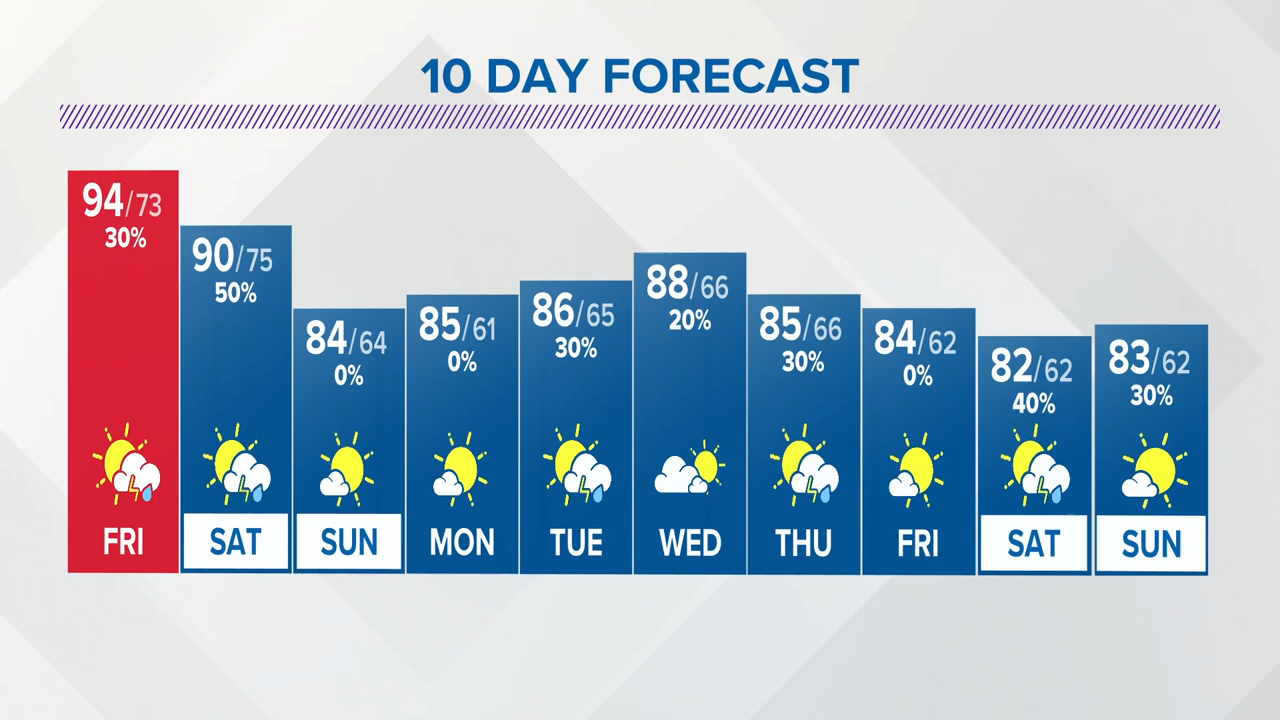 10 DAY FORECAST
94/73
30%
FRI
90/75
50%
SAT
84/64
0%
SUN
85/61
0%
MON
86/65
30%
TUE
88/66
20%
WED
85/66
30%
THU
84/62
0%
FRI
82/62
40%
SAT
83/62
30%
SUN